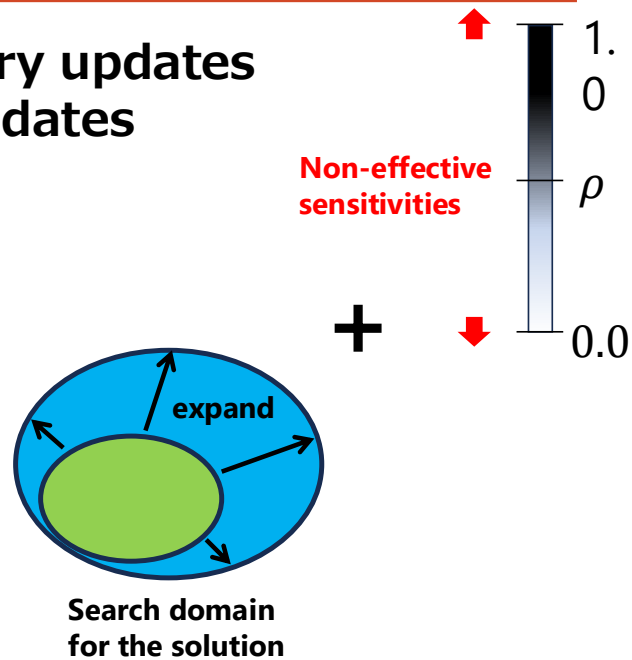 ry updates
dates
1.
0
Non-effective
sensitivities
ρ
+
0.0
expand
Search domain
for the solution